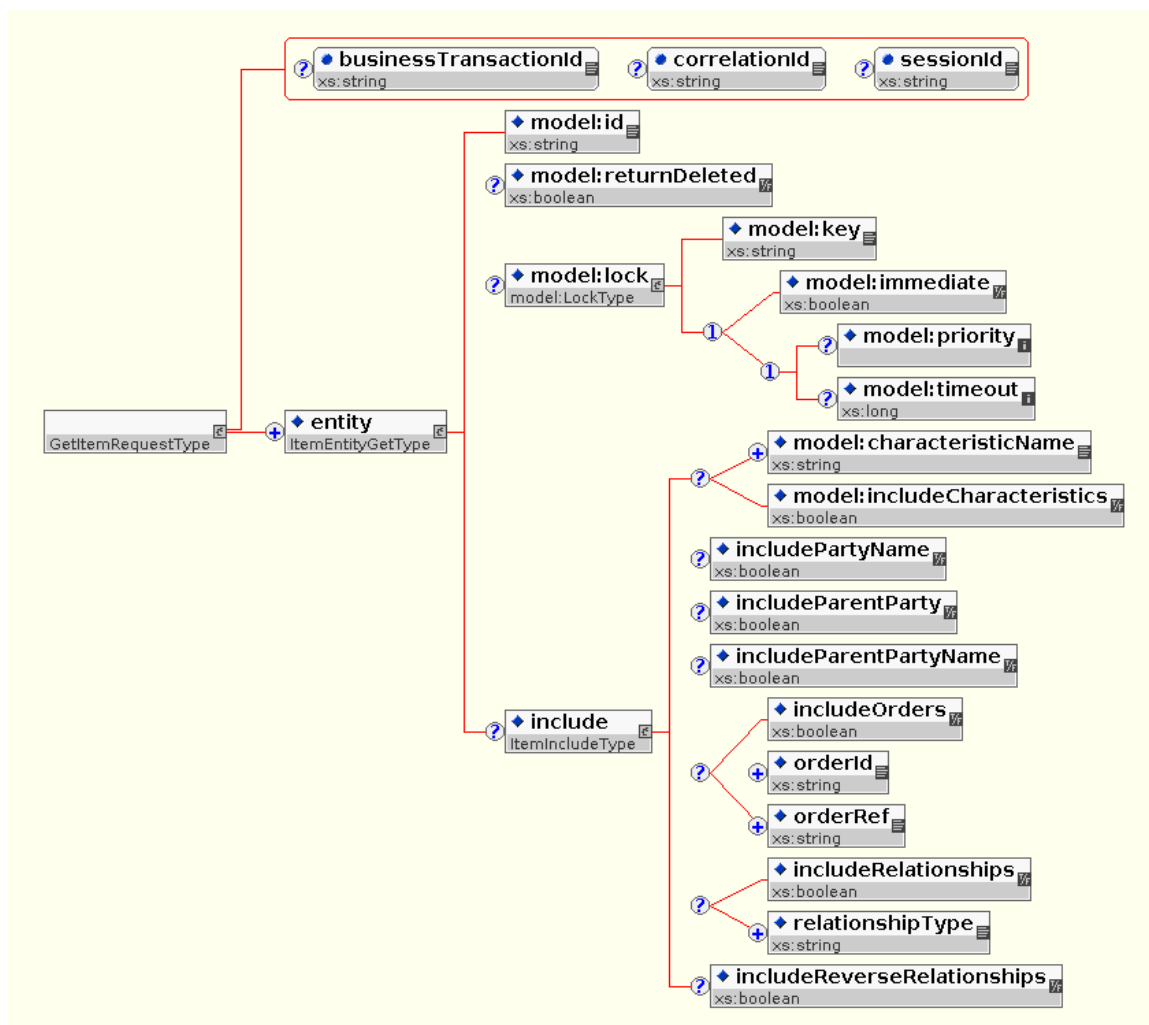 businessTransactionId
xs:string
correlationId
xs:string
sessionId
xs:string
model:id
xs:string
? model:returnDeleted
xs:boolean
model:key
xs:string
? model:lock
model:LockType
model:immediate
xs:boolean
1
? model:priority
1
? model:timeout
xs:long
GetItemRequestType
+ entity
ItemEntityGetType
+ model:characteristicName
xs:string
?
model:includeCharacteristics
xs:boolean
? includePartyName
xs:boolean
? includeParentParty
xs:boolean
? includeParentPartyName
xs:boolean
? include
ItemIncludeType
includeOrders
xs:boolean
? + orderId
xs:string
+ orderRef
xs:string
includeRelationships
xs:boolean
?
+ relationshipType
xs:string
? includeReverseRelationships
xs:boolean